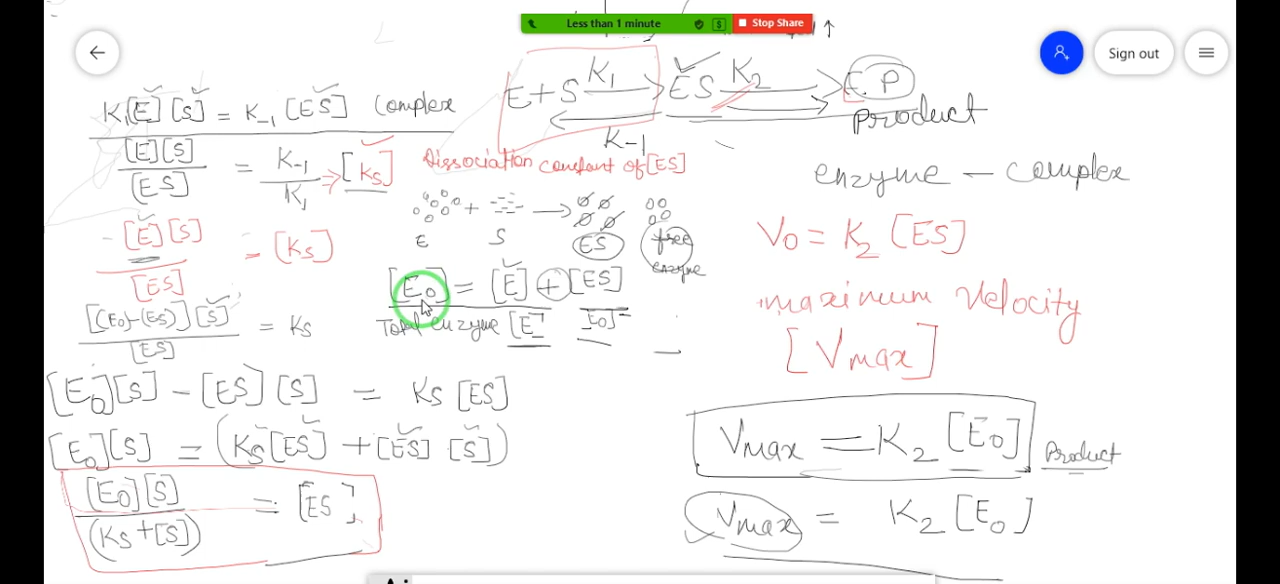 Less than 1 minute
Stop Share
Sign out
E+S K1 ES K2 E P
K-1
Product
K1[E][S] = K-1 [ES] Complex
[E][S]
[ES]
= K-1
K1
[Ks] Dissociation constant of [ES]
enzyme - complex
E + S ES free enzyme
[E][S]
[ES]
= [Ks]
V0 = K2 [ES]
[E0] = [E] + [ES]
Total enzyme [E] [E0]
maximum velocity
[Vmax]
[(E0)-(ES)][S]
[ES]
= Ks
[E0][S] - [ES][S] = Ks [ES]
[E0][S] = (Ks [ES] + [ES] [S])
Vmax = K2 [E0] Product
[E0][S]
(Ks+[S])
= [ES]
Vmax = K2 [E0]